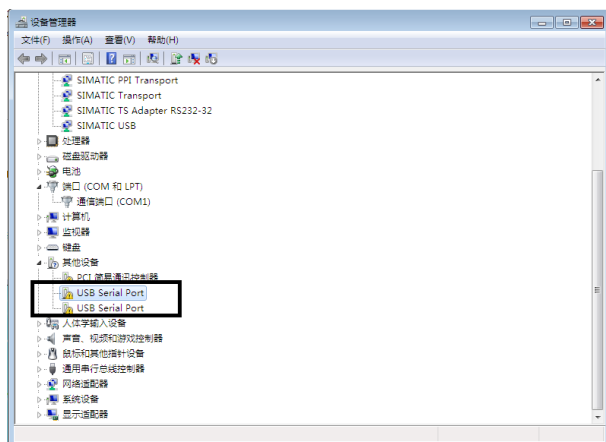 设备管理器
文件(F) 操作(A) 查看(V) 帮助(H)
SIMATIC PPI Transport
SIMATIC Transport
SIMATIC TS Adapter RS232-32
SIMATIC USB
处理器
磁盘驱动器
电池
端口 (COM 和 LPT)
通信端口 (COM1)
计算机
监视器
键盘
其他设备
PCI 简易通讯控制器
USB Serial Port
USB Serial Port
人体学输入设备
声音、视频和游戏控制器
鼠标和其他指针设备
通用串行总线控制器
网络适配器
系统设备
显示适配器